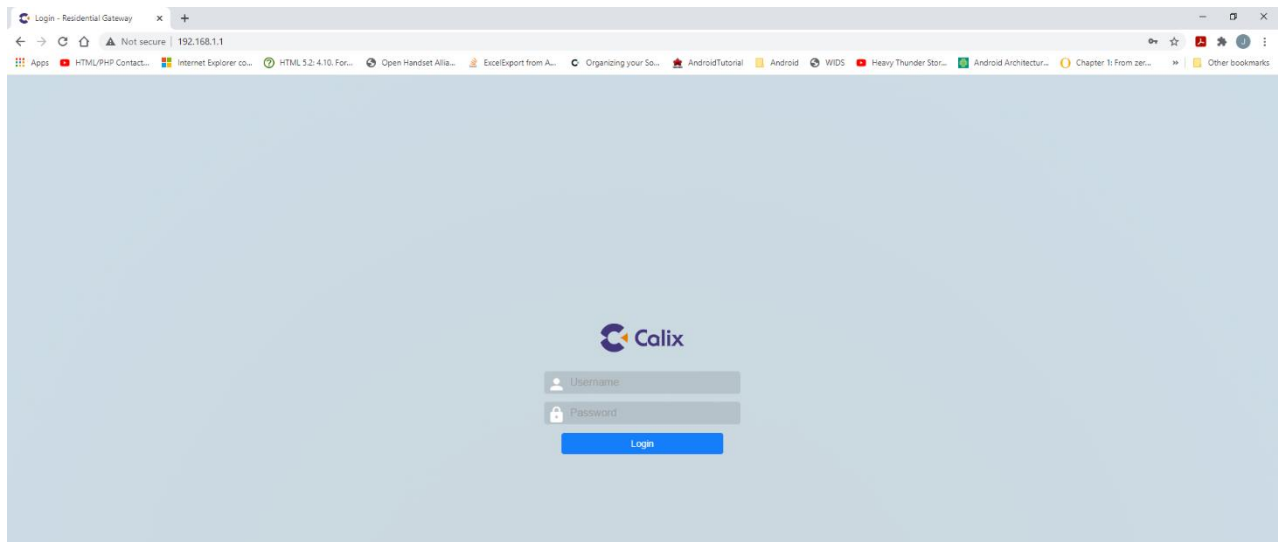 Login - Residential Gateway
Not secure | 192.168.1.1
Apps HTML/PHP Contact... Internet Explorer co... HTML 5.2: 4.10. For... Open Handset Allia... ExcelExport from A... Organizing your So... AndroidTutorial Android WIDS Heavy Thunder Stor... Android Architectur... Chapter 1: From zer... » Other bookmarks
Calix
Username
Password
Login